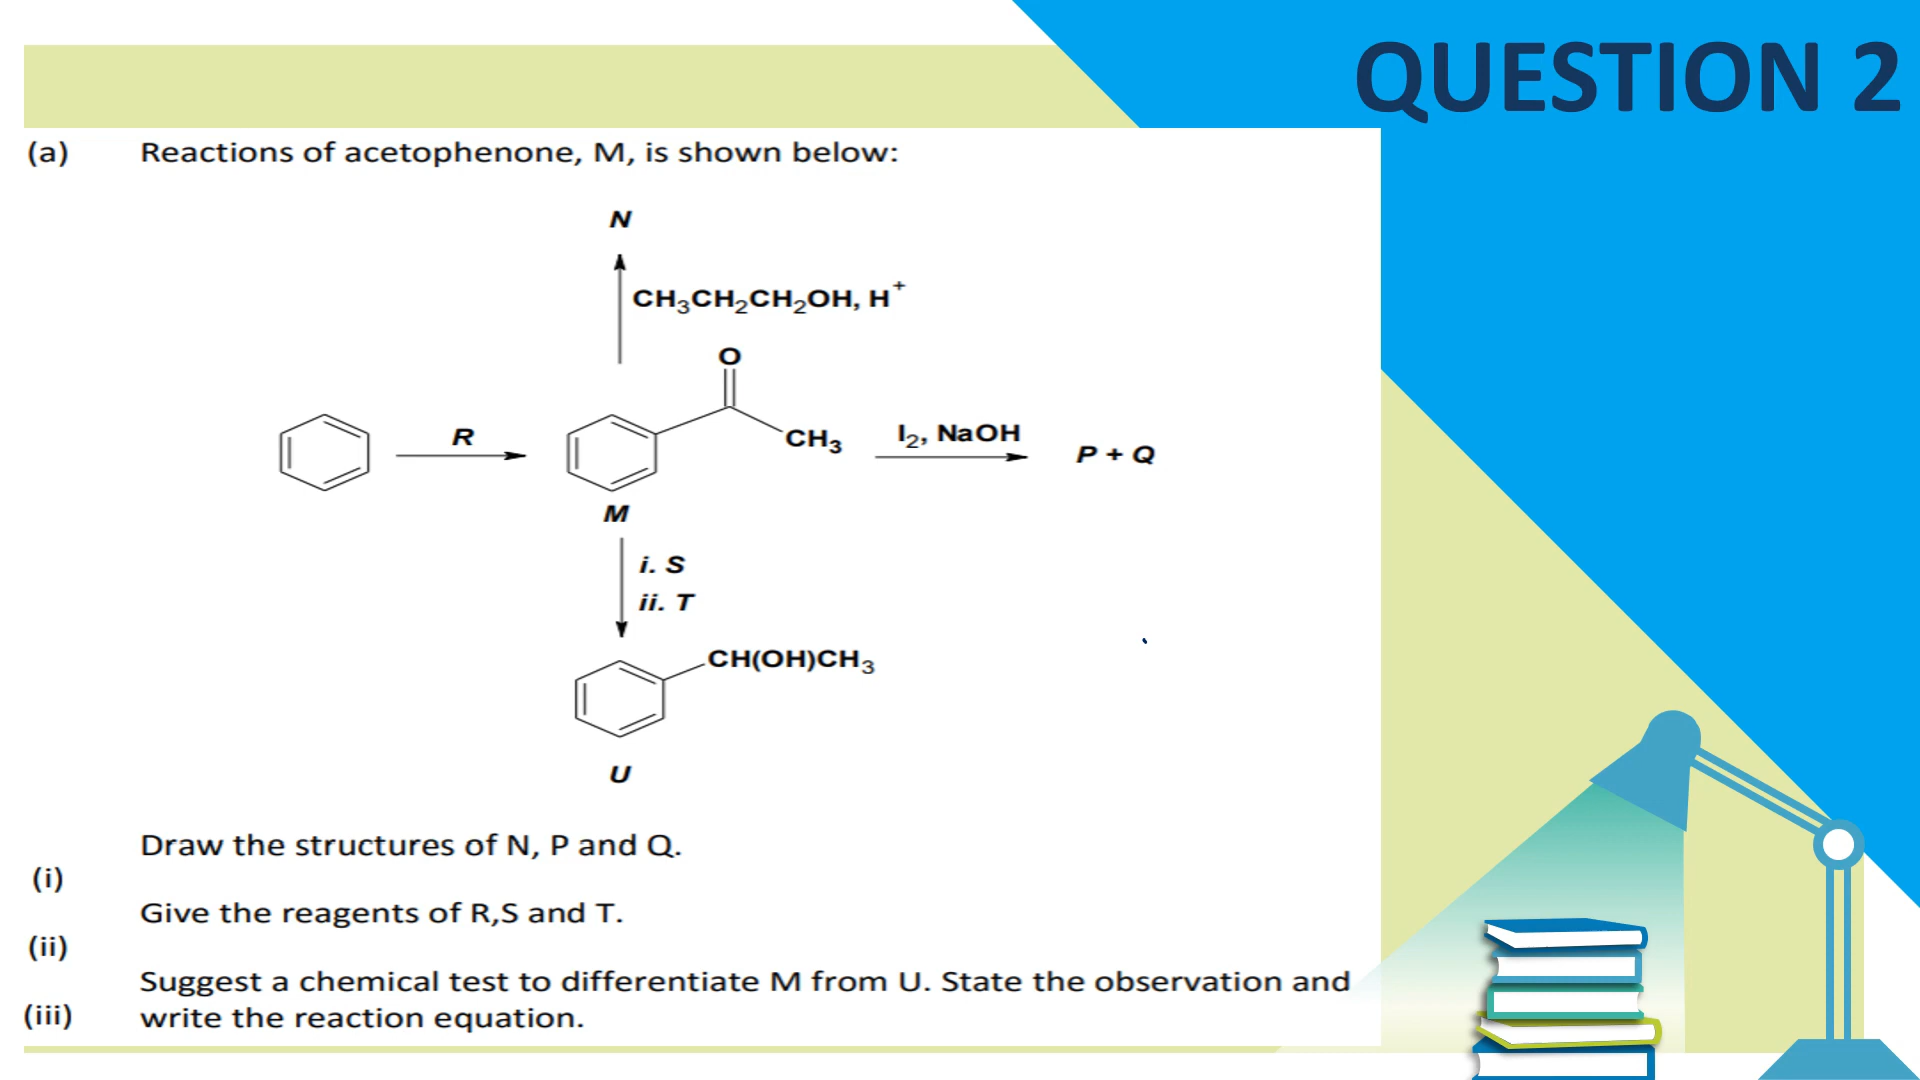 QUESTION 2
(a) Reactions of acetophenone, M, is shown below:
N
CH₃CH₂CH₂OH, H⁺
O
R
CH₃
I₂, NaOH
P + Q
M
i. S
ii. T
CH(OH)CH₃
U
Draw the structures of N, P and Q.
(i)
Give the reagents of R,S and T.
(ii)
Suggest a chemical test to differentiate M from U. State the observation and
(iii) write the reaction equation.